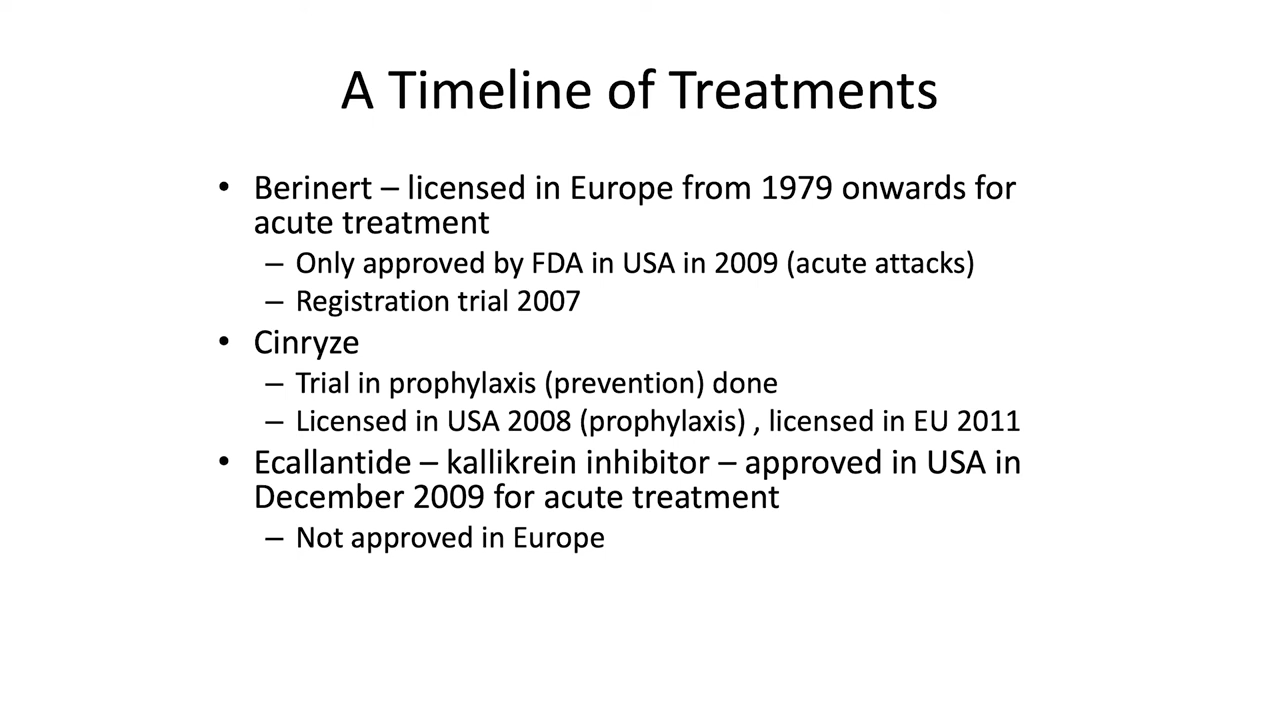 A Timeline of Treatments
• Berinert – licensed in Europe from 1979 onwards for
acute treatment
– Only approved by FDA in USA in 2009 (acute attacks)
– Registration trial 2007
• Cinryze
– Trial in prophylaxis (prevention) done
– Licensed in USA 2008 (prophylaxis) , licensed in EU 2011
• Ecallantide – kallikrein inhibitor – approved in USA in
December 2009 for acute treatment
– Not approved in Europe